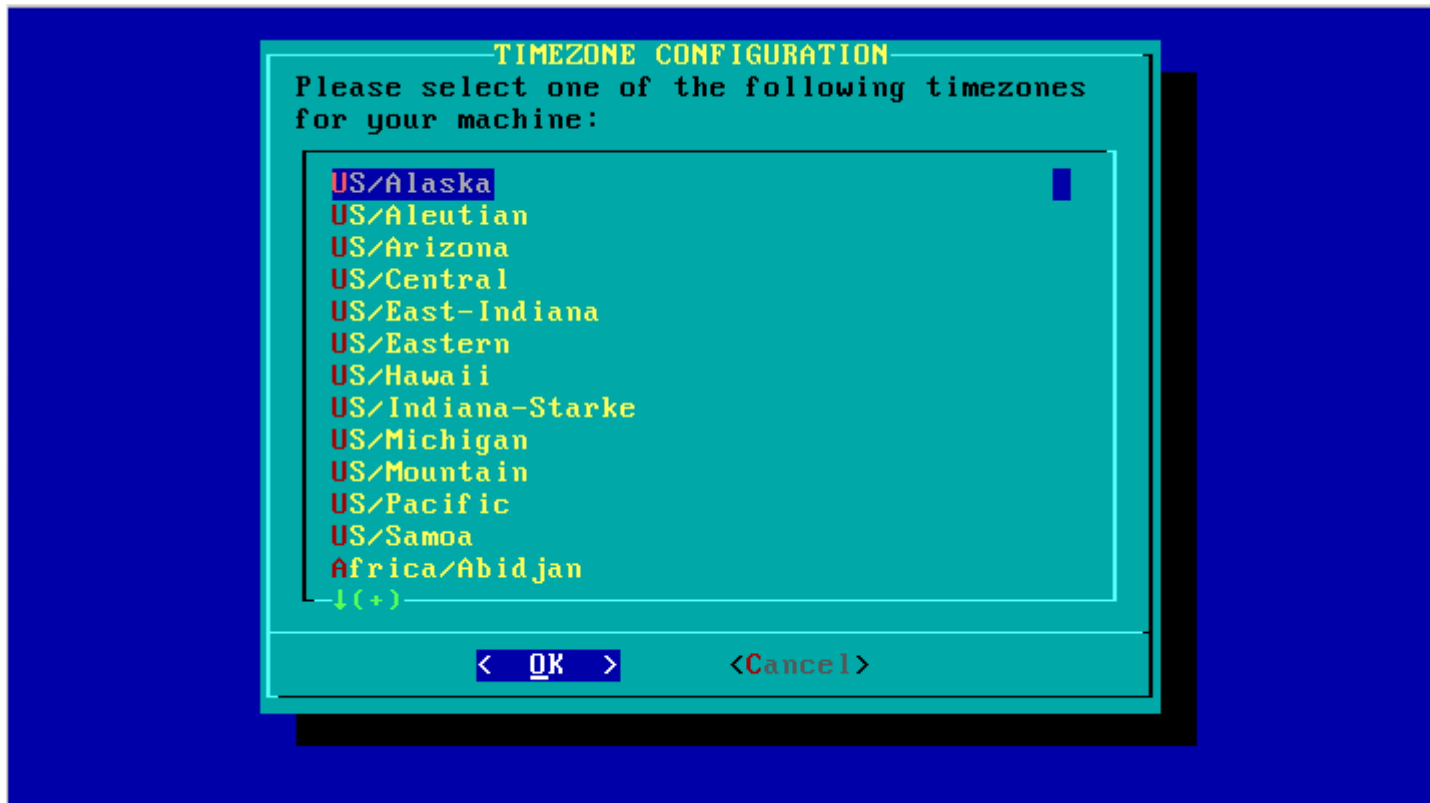 TIMEZONE CONFIGURATION
Please select one of the following timezones
for your machine:
US/Alaska
US/Aleutian
US/Arizona
US/Central
US/East-Indiana
US/Eastern
US/Hawaii
US/Indiana-Starke
US/Michigan
US/Mountain
US/Pacific
US/Samoa
Africa/Abidjan
↓(+)
< OK > <Cancel>